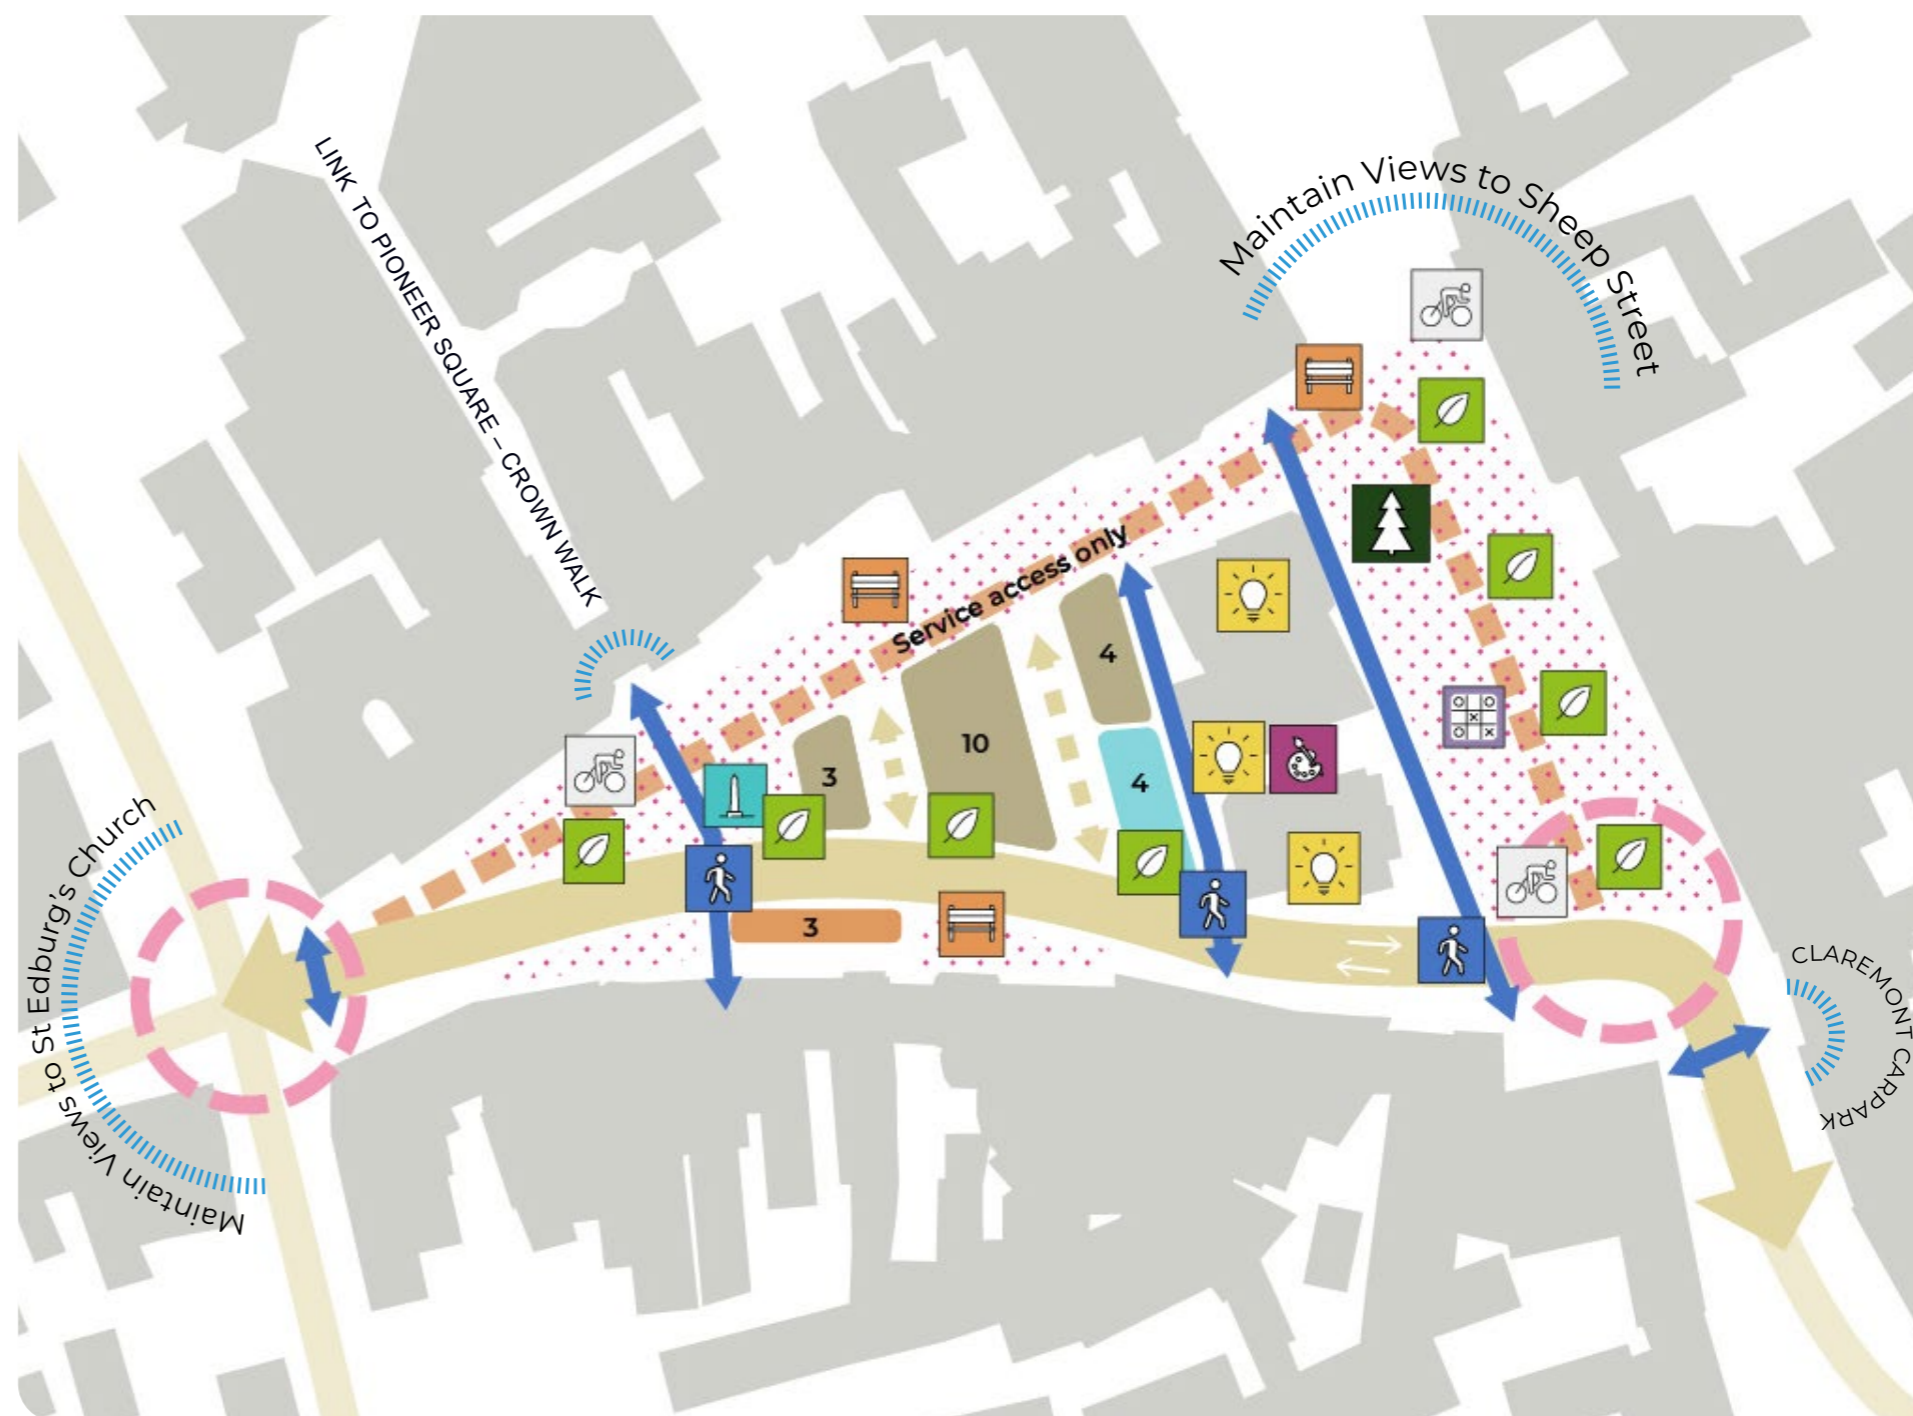 Maintain Views to Sheep Street
LINK TO PIONEER SQUARE – CROWN WALK
Service access only
4
10
3
4
3
Maintain Views to St Edburg's Church
CLAREMONT CARPARK